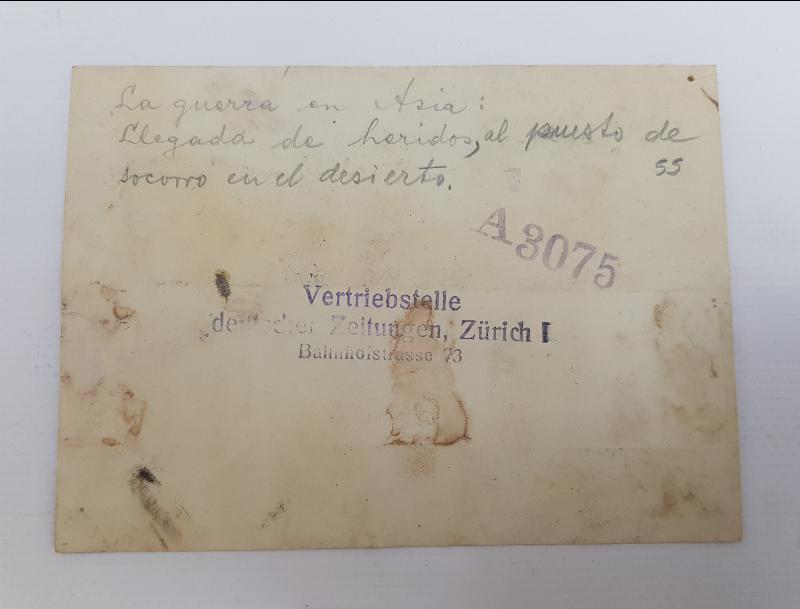 La guerra en Asia:
Llegada de heridos, al puesto de
socorro en el desierto.
55
A3075
Vertriebstelle
deutscher Zeitungen, Zürich I
Bahnhofstrasse 73